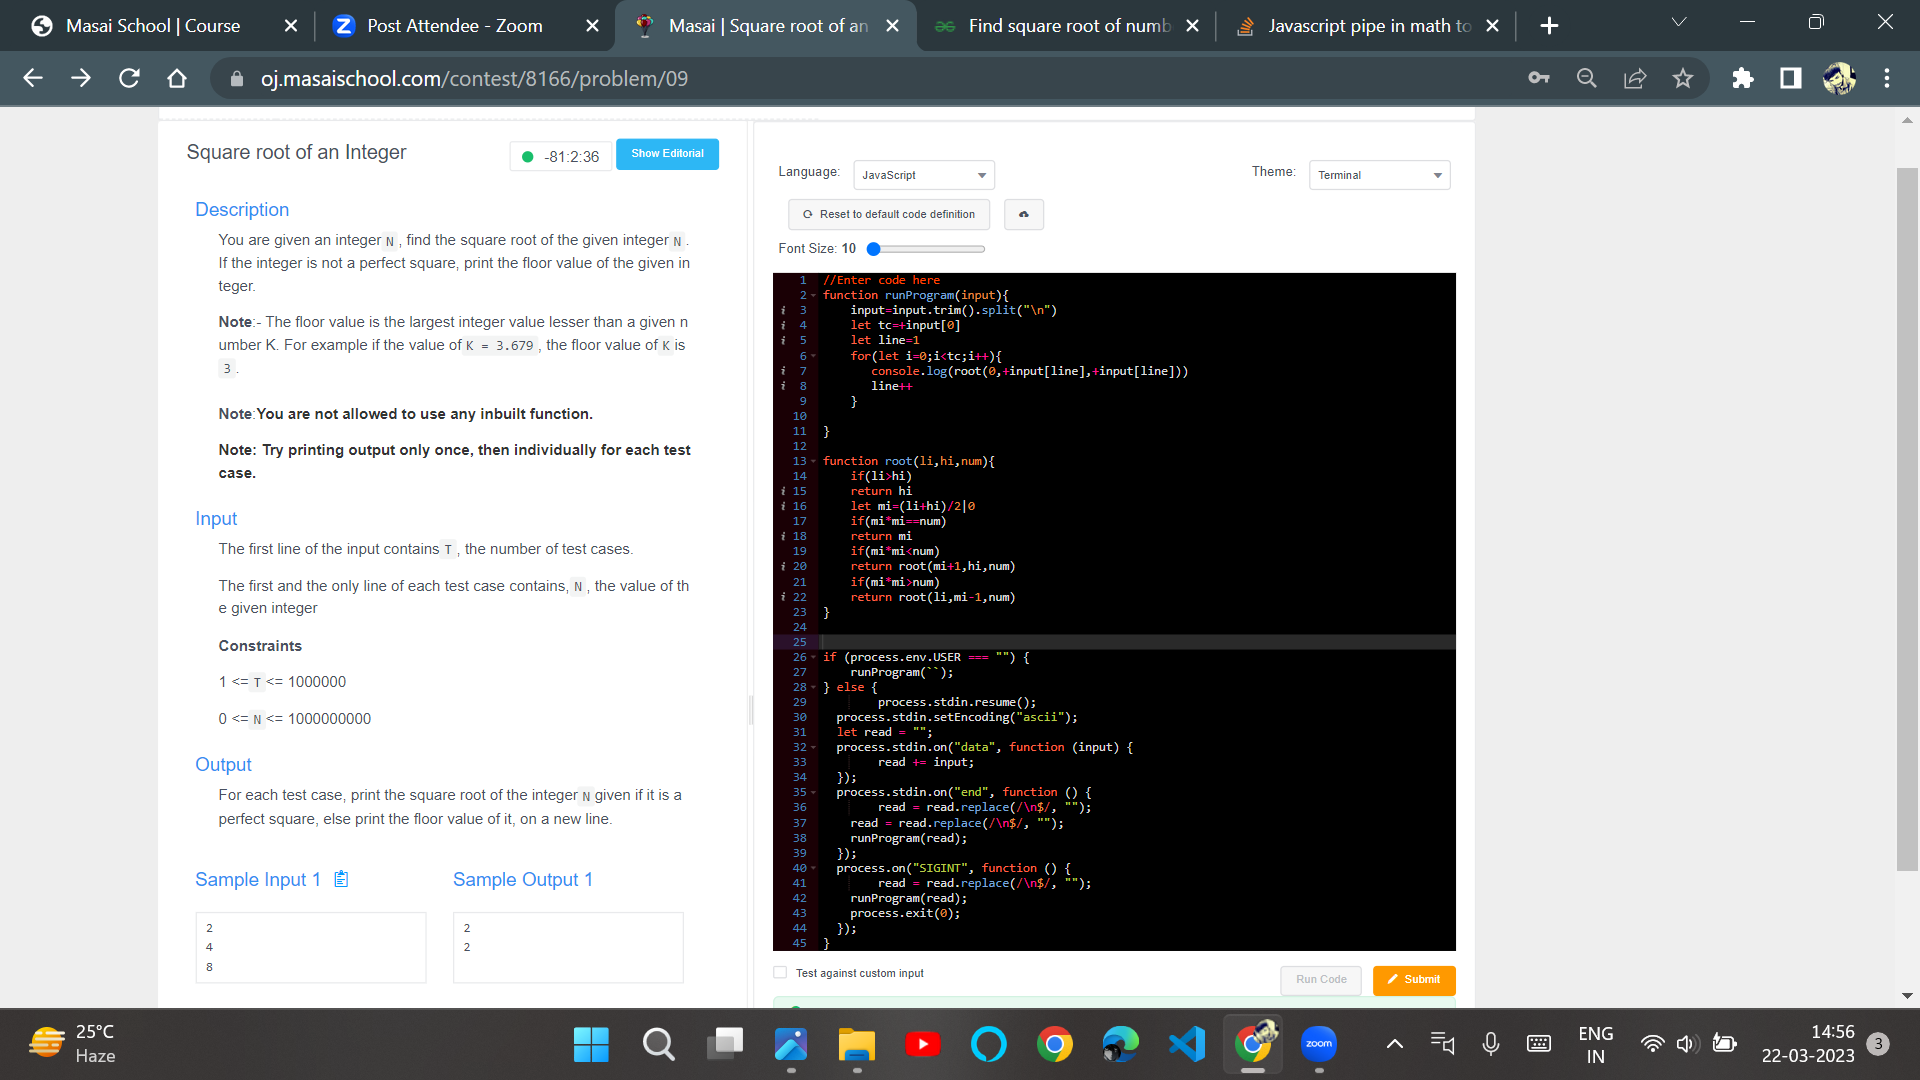 Masai School | Course
Post Attendee - Zoom
Masai | Square root of an
Find square root of numb
Javascript pipe in math to
oj.masaischool.com/contest/8166/problem/09
Square root of an Integer
-81:2:36
Show Editorial
Description
You are given an integer N , find the square root of the given integer N .
If the integer is not a perfect square, print the floor value of the given in
teger.
Note:- The floor value is the largest integer value lesser than a given n
umber K. For example if the value of K = 3.679 , the floor value of K is
3 .
Note:You are not allowed to use any inbuilt function.
Note: Try printing output only once, then individually for each test
case.
Input
The first line of the input contains T , the number of test cases.
The first and the only line of each test case contains, N , the value of th
e given integer
Constraints
1 <= T <= 1000000
0 <= N <= 1000000000
Output
For each test case, print the square root of the integer N given if it is a
perfect square, else print the floor value of it, on a new line.
Sample Input 1
Sample Output 1
2
4
8
2
2
Language:
JavaScript
Theme:
Terminal
Reset to default code definition
Font Size: 10
1 //Enter code here
2 function runProgram(input){
3 input=input.trim().split("\n")
4 let tc=+input[0]
5 let line=1
6 for(let i=0;i<tc;i++){
7 console.log(root(0,+input[line],+input[line]))
8 line++
9 }
10
11 }
12
13 function root(li,hi,num){
14 if(li>hi)
15 return hi
16 let mi=(li+hi)/2|0
17 if(mi*mi==num)
18 return mi
19 if(mi*mi<num)
20 return root(mi+1,hi,num)
21 if(mi*mi>num)
22 return root(li,mi-1,num)
23 }
24
25
26 if (process.env.USER === "") {
27 runProgram(``);
28 } else {
29 process.stdin.resume();
30 process.stdin.setEncoding("ascii");
31 let read = "";
32 process.stdin.on("data", function (input) {
33 read += input;
34 });
35 process.stdin.on("end", function () {
36 read = read.replace(/\n$/, "");
37 read = read.replace(/\n$/, "");
38 runProgram(read);
39 });
40 process.on("SIGINT", function () {
41 read = read.replace(/\n$/, "");
42 runProgram(read);
43 process.exit(0);
44 });
45 }
Test against custom input
Run Code
Submit
25°C
Haze
zoom
ENG
IN
14:56
22-03-2023
3